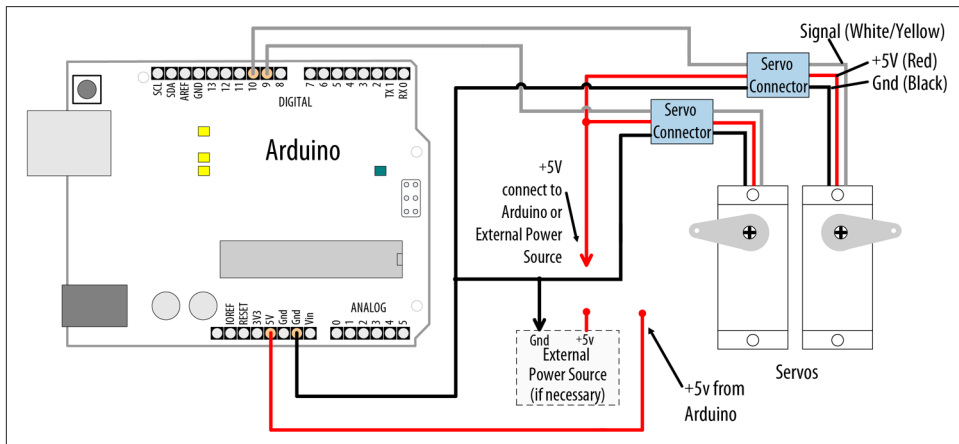 Signal (White/Yellow)
+5V (Red)
Gnd (Black)
Servo
Connector
Servo
Connector
SCL
SDA
AREF
GND
13
12
11
10
9
8
7
6
5
4
3
2
TX 1
RX 0
DIGITAL
Arduino
+5V
connect to
Arduino or
External Power
Source
IOREF
RESET
3V3
5V
Gnd
Gnd
Vin
ANALOG
0
1
2
3
4
5
Gnd
+5v
External
Power Source
(if necessary)
+5v from
Arduino
Servos